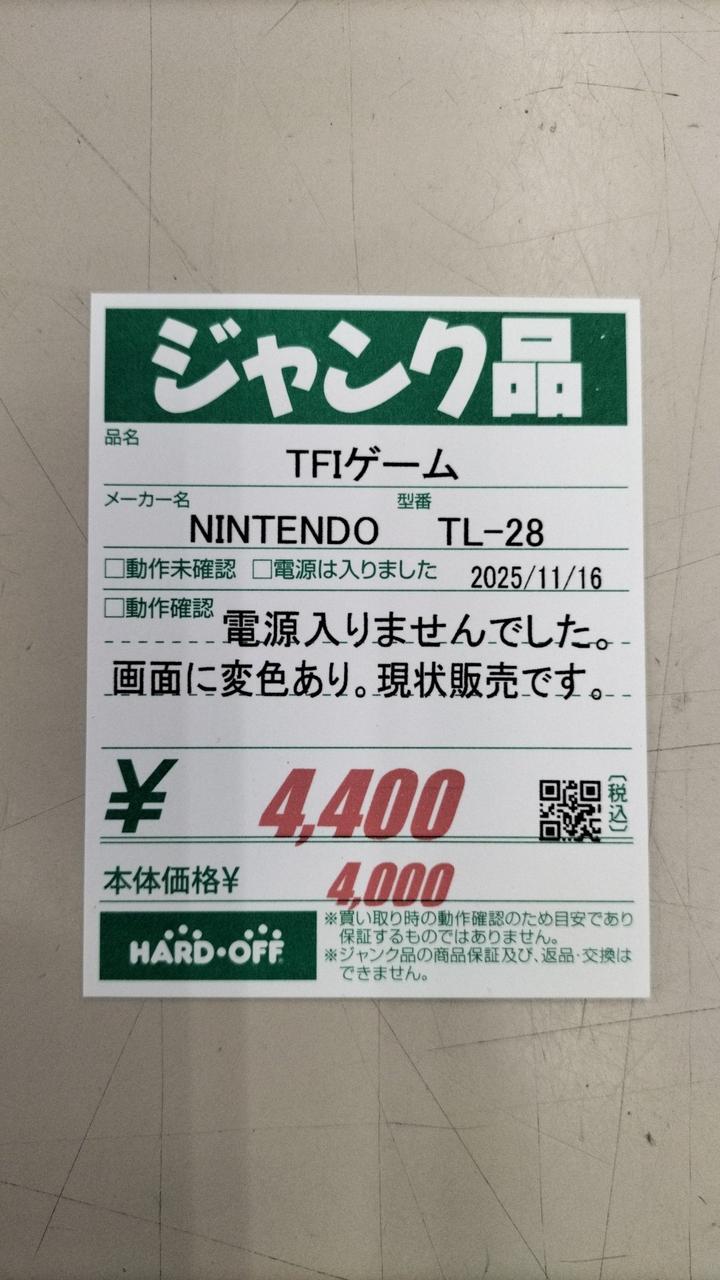 ジャンク品
品名
TFIゲーム
メーカー名 型番
NINTENDO TL-28
□動作未確認 □電源は入りました 2025/11/16
□動作確認 電源入りませんでした。
画面に変色あり。現状販売です。
¥ 4,400 〔税込〕
本体価格¥ 4,000
HARD・OFF
※買い取り時の動作確認のため目安であり
保証するものではありません。
※ジャンク品の商品保証及び、返品・交換は
できません。